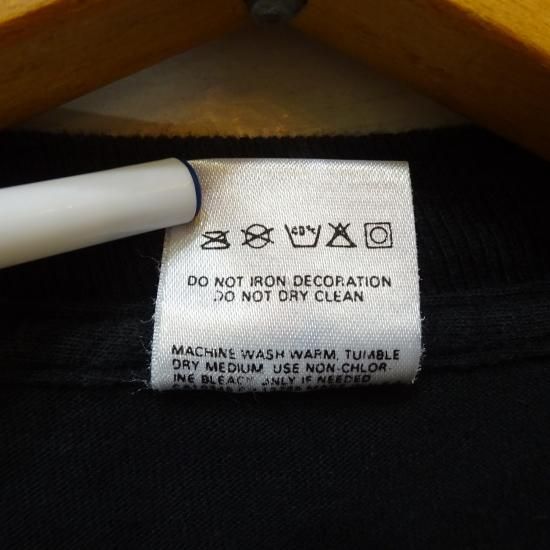 40°c
DO NOT IRON DECORATION
DO NOT DRY CLEAN
MACHINE WASH WARM, TUMBLE
DRY MEDIUM. USE NON-CHLOR-
INE BLEACH ONLY IF NEEDED